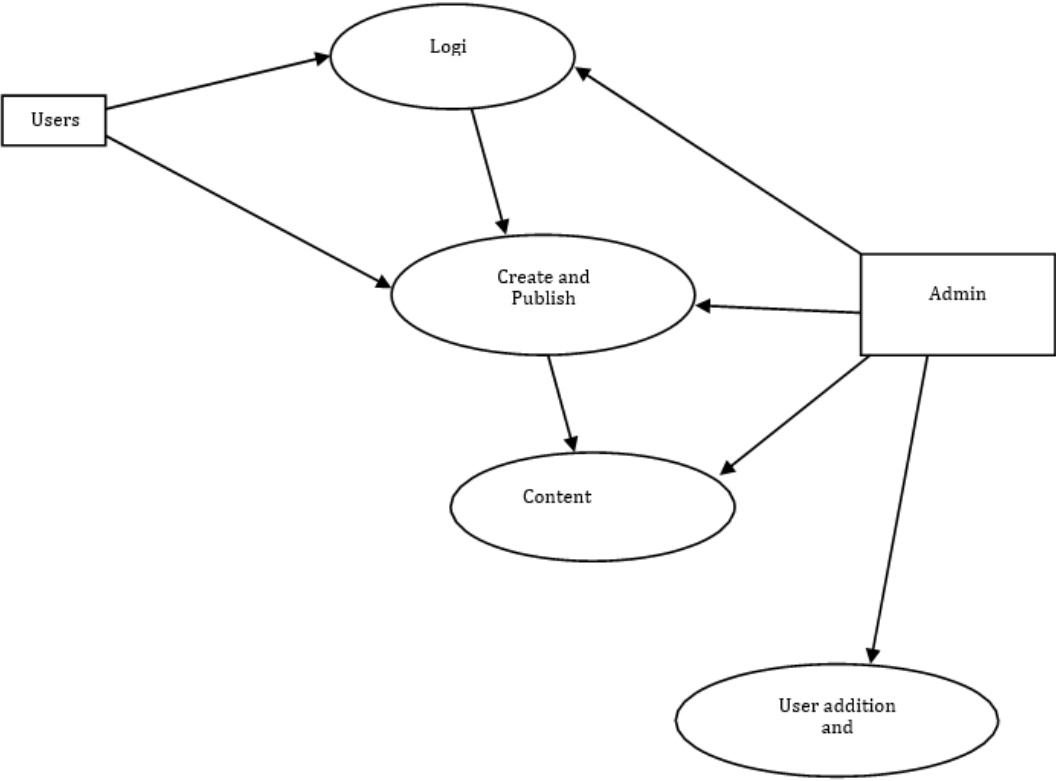 Logi
Users
Create and
Publish
Admin
Content
User addition
and